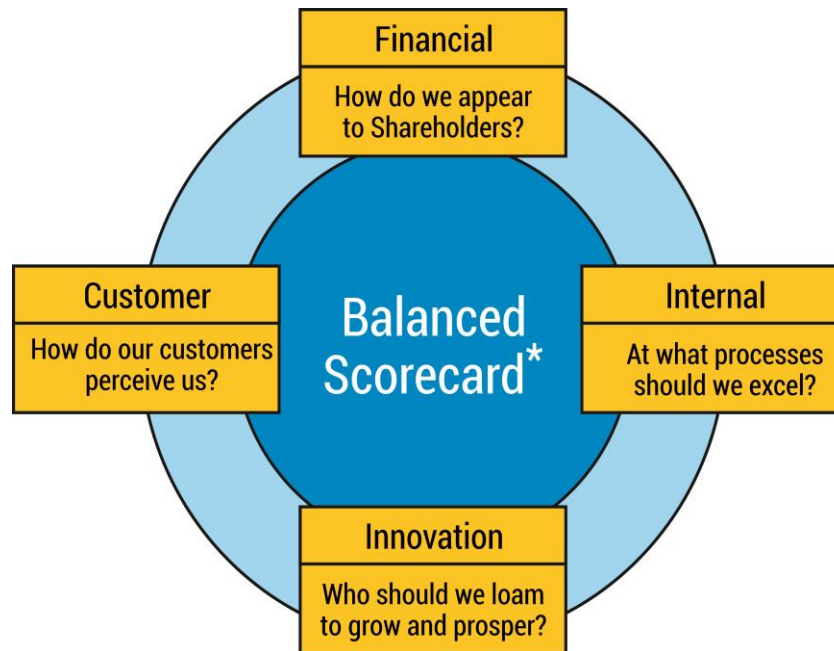 Financial
How do we appear
to Shareholders?
Customer
How do our customers
perceive us?
Balanced
Scorecard*
Internal
At what processes
should we excel?
Innovation
Who should we loam
to grow and prosper?